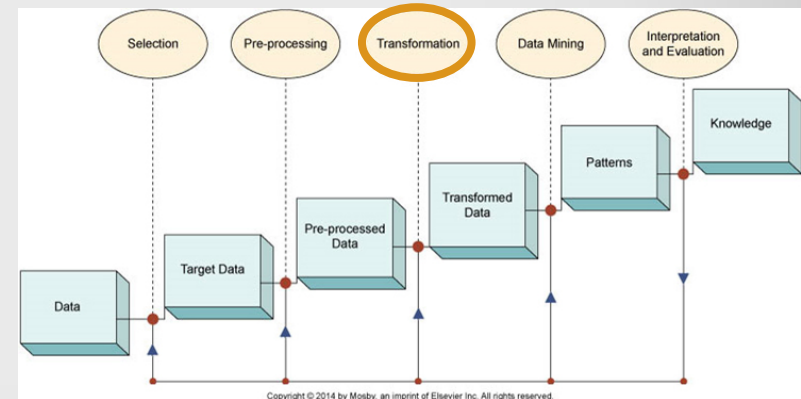 Selection
Pre-processing
Transformation
Data Mining
Interpretation
and Evaluation
Knowledge
Patterns
Transformed
Data
Pre-processed
Data
Target Data
Data
Copyright © 2014 by Mosby, an imprint of Elsevier Inc. All rights reserved.